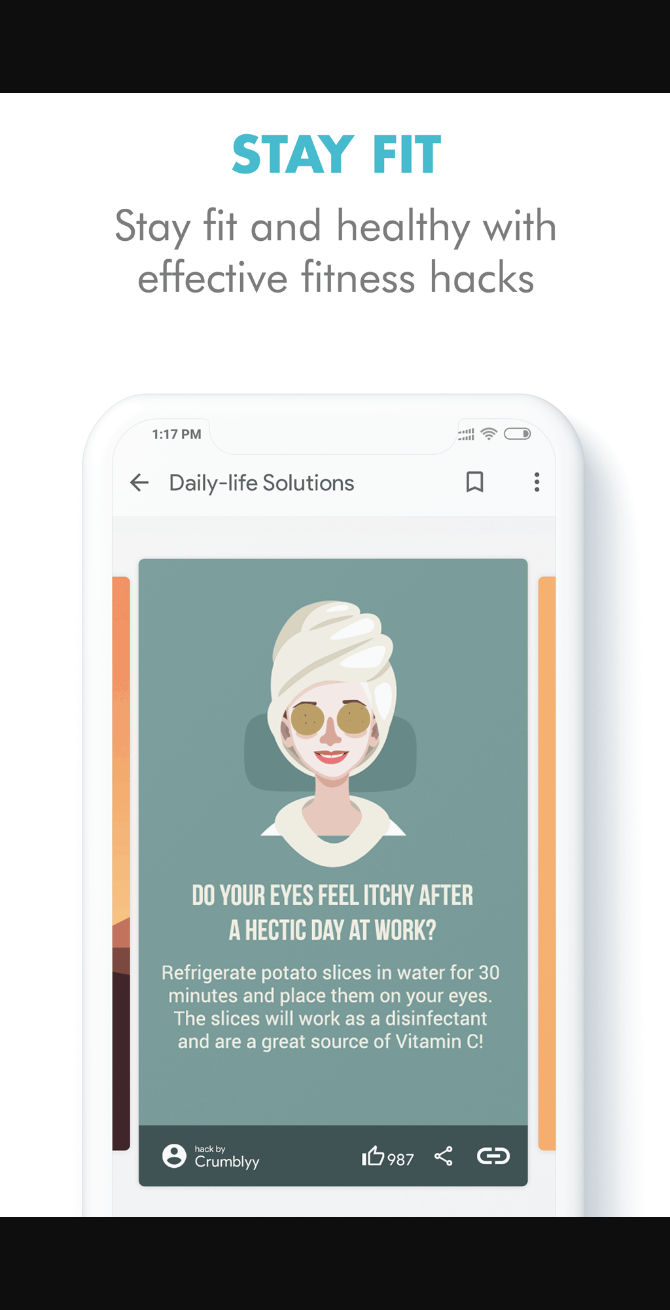 STAY FIT
Stay fit and healthy with
effective fitness hacks
1:17 PM
Daily-life Solutions
DO YOUR EYES FEEL ITCHY AFTER
A HECTIC DAY AT WORK?
Refrigerate potato slices in water for 30
minutes and place them on your eyes.
The slices will work as a disinfectant
and are a great source of Vitamin C!
hack by
Crumblyy
987